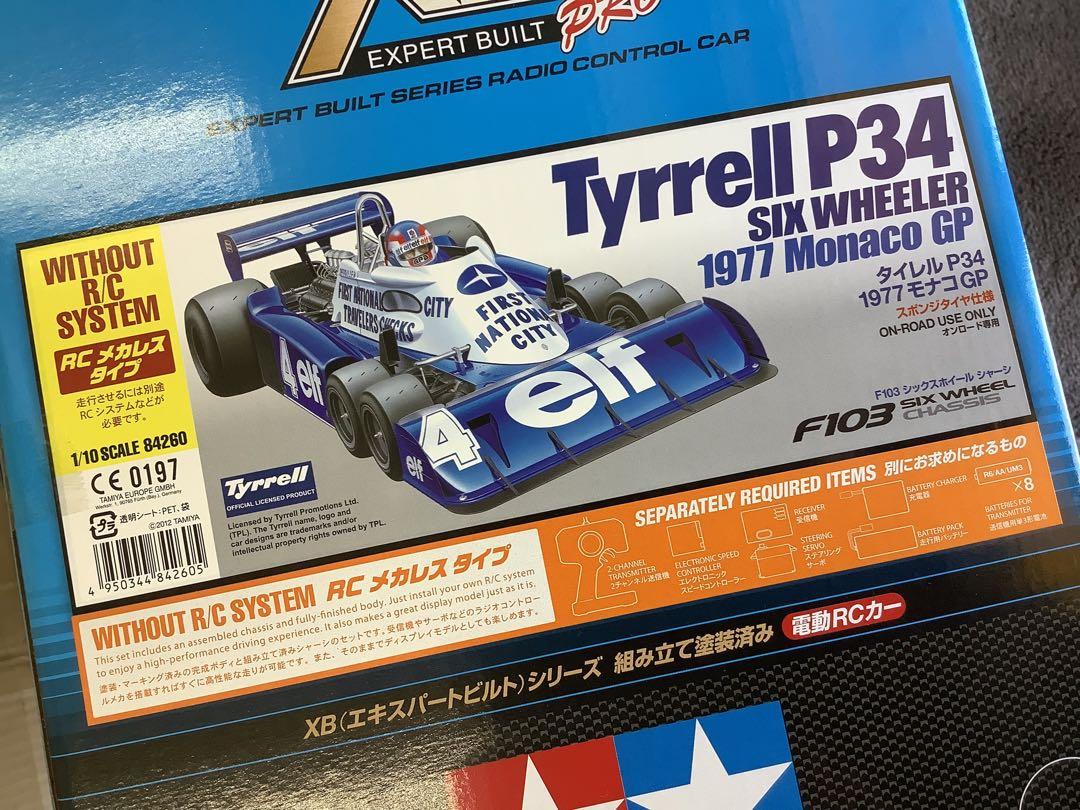 EXPERT BUILT PRO
EXPERT BUILT SERIES RADIO CONTROL CAR
WITHOUT
R/C
SYSTEM
RC メカレス
タイプ
走行させるには別途
RCシステムなどが
必要です。
1/10 SCALE 84260
CE 0197
TAMIYA EUROPE GMBH
Werkstr. 1, 90765 Fürth (Bay.), Germany
プラ
透明シート:PET、袋
©2012 TAMIYA
4 950344 842605
Tyrrell P34
SIX WHEELER
1977 Monaco GP
タイレル P34
1977 モナコGP
スポンジタイヤ仕様
ON-ROAD USE ONLY
オンロード専用
F103 シックスホイール シャーシ
F103 SIX WHEEL
CHASSIS
elf
FIRST NATIONAL CITY
TRAVELERS CHECKS
FIRST
NATIONAL
CITY
4 elf
elf
4
elf
Tyrrell
OFFICIAL LICENSED PRODUCT
Licensed by Tyrrell Promotions Ltd.
(TPL). The Tyrrell name, logo and
car designs are trademarks and/or
intellectual property rights owned by TPL.
SEPARATELY REQUIRED ITEMS 別にお求めになるもの
2-CHANNEL
TRANSMITTER
2チャンネル送信機
ELECTRONIC SPEED
CONTROLLER
エレクトロニック
スピードコントローラー
RECEIVER
受信機
STEERING
SERVO
ステアリング
サーボ
BATTERY CHARGER
充電器
BATTERY PACK
走行用バッテリー
R6/AA/UM3
×8
BATTERIES FOR
TRANSMITTER
送信機用単3形電池
WITHOUT R/C SYSTEM RC メカレス タイプ
This set includes an assembled chassis and fully-finished body. Just install your own R/C system
to enjoy a high-performance driving experience. It also makes a great display model just as it is.
塗装・マーキング済みの完成ボディと組み立て済みシャーシのセットです。受信機やサーボなどのラジオコントロー
ルメカを搭載すればすぐに高性能な走りが可能です。また、そのままでディスプレイモデルとしても楽しめます。
XB(エキスパートビルト)シリーズ 組み立て塗装済み 電動RCカー